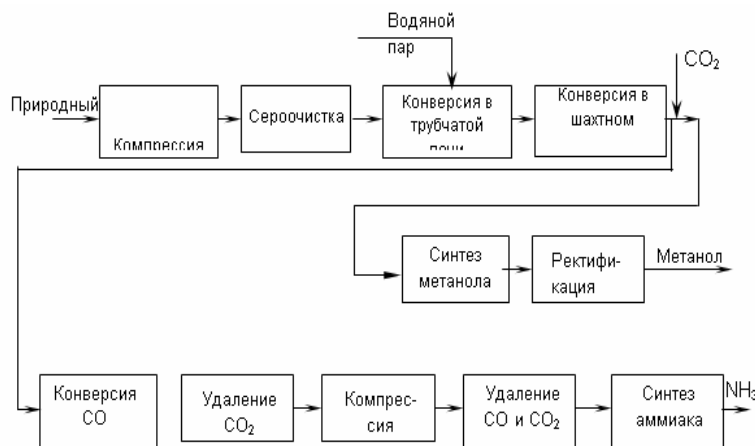 Водяной
пар
CO₂
Природный
Компрессия
Сероочистка
Конверсия в
трубчатой
печи
Конверсия в
шахтном
Синтез
метанола
Ректифи-
кация
Метанол
Конверсия
CO
Удаление
CO₂
Компрес-
сия
Удаление
CO и CO₂
Синтез
аммиака
NH₃